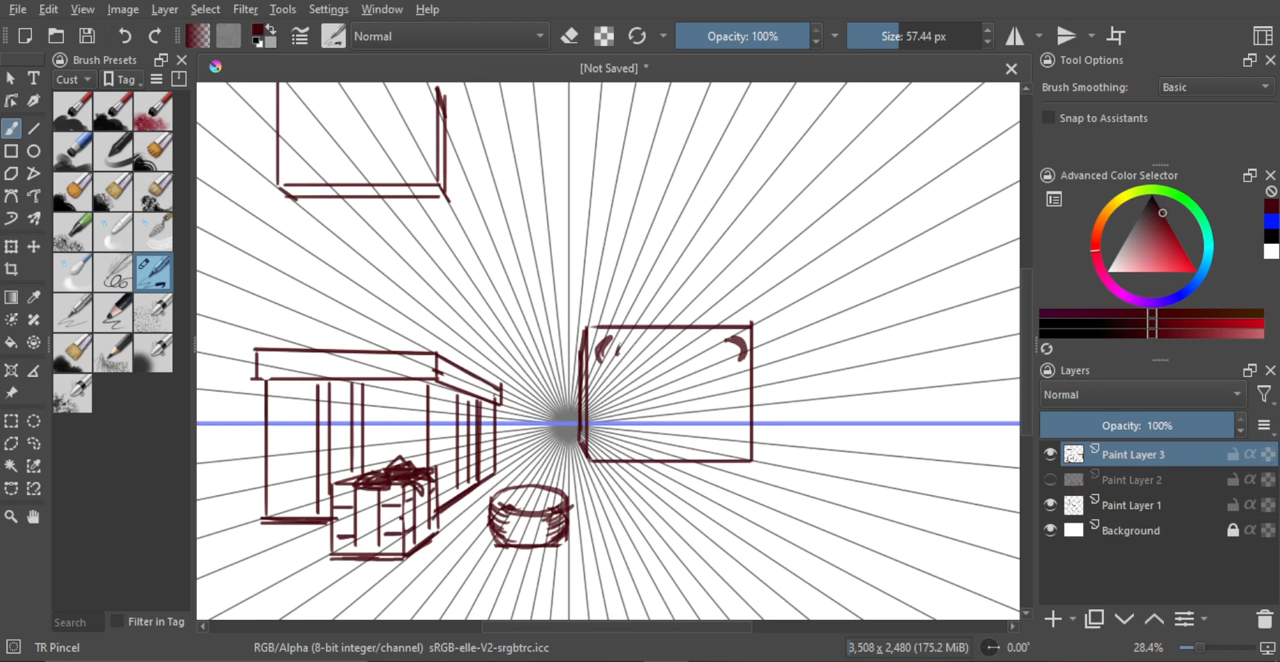 File Edit View Image Layer Select Filter Tools Settings Window Help
Normal
Opacity: 100%
Size: 57.44 px
Brush Presets
[Not Saved] *
Tool Options
Cust
Tag
Brush Smoothing:
Basic
Snap to Assistants
Advanced Color Selector
Layers
Normal
Opacity: 100%
Paint Layer 3
Paint Layer 2
Paint Layer 1
Background
Search
Filter in Tag
TR Pincel
RGB/Alpha (8-bit integer/channel) sRGB-elle-V2-srgbtrc.icc
3,508 x 2,480 (175.2 MiB)
0.00°
28.4%